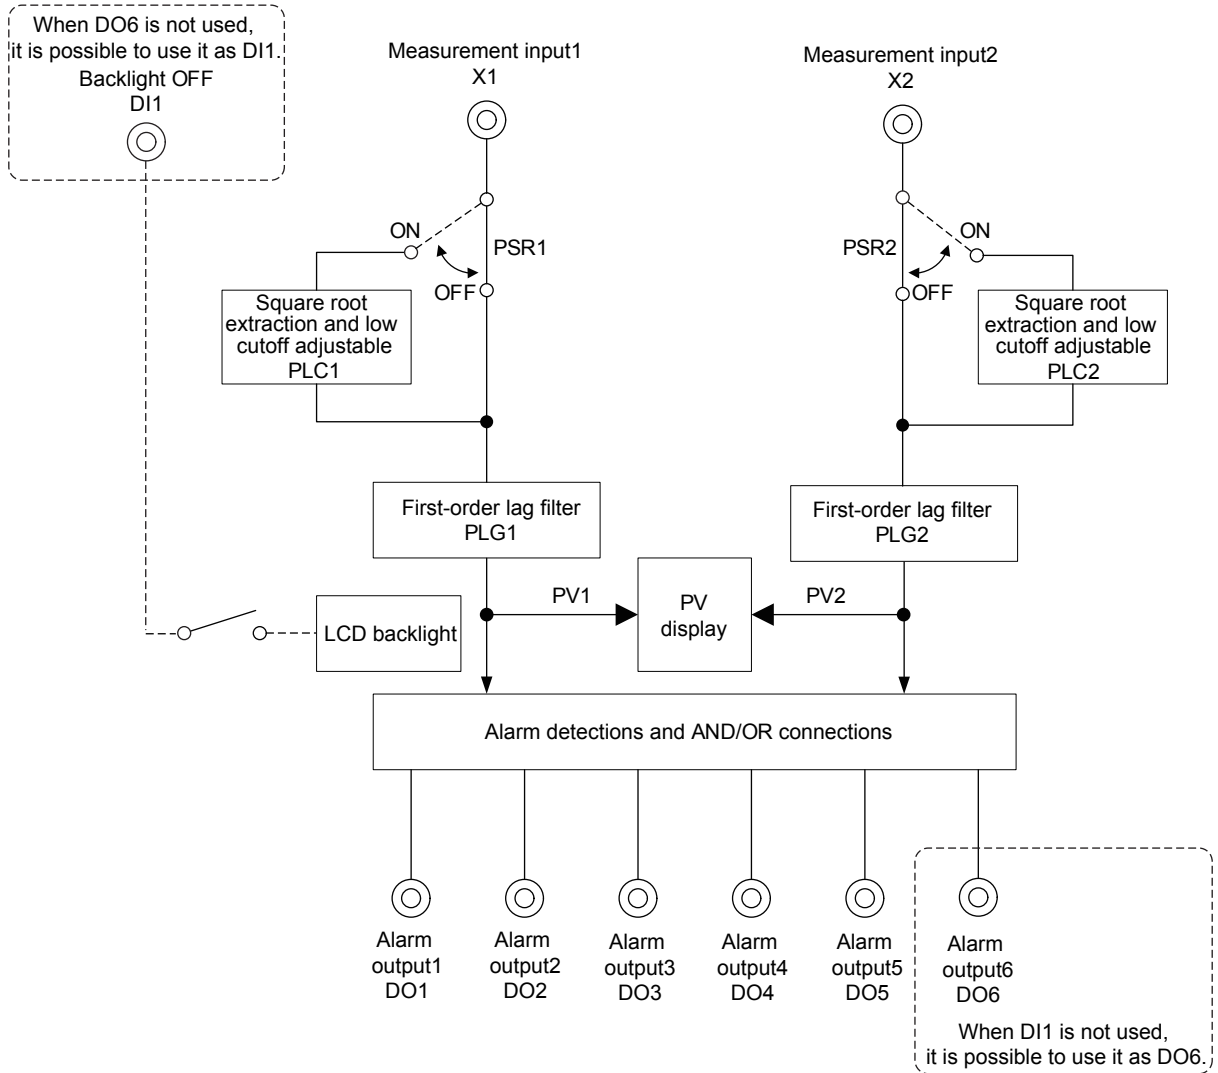 When DO6 is not used,
it is possible to use it as DI1.
Backlight OFF
DI1
Measurement input1
X1
Measurement input2
X2
ON
PSR1
OFF
PSR2
ON
OFF
Square root
extraction and low
cutoff adjustable
PLC1
Square root
extraction and low
cutoff adjustable
PLC2
First-order lag filter
PLG1
First-order lag filter
PLG2
LCD backlight
PV1
PV
display
PV2
Alarm detections and AND/OR connections
Alarm
output1
DO1
Alarm
output2
DO2
Alarm
output3
DO3
Alarm
output4
DO4
Alarm
output5
DO5
Alarm
output6
DO6
When DI1 is not used,
it is possible to use it as DO6.